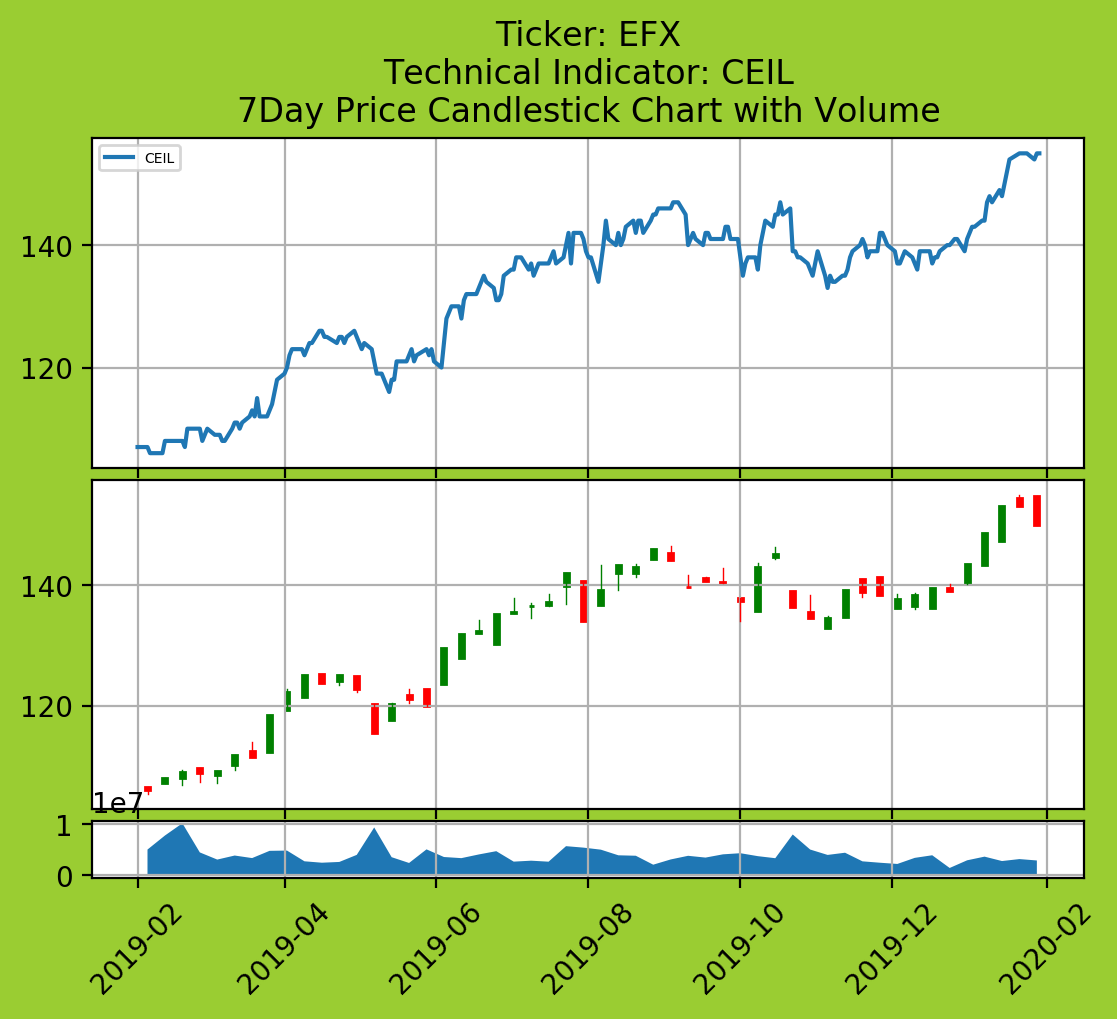 Ticker: EFX
Technical Indicator: CEIL
7Day Price Candlestick Chart with Volume
CEIL
140
120
140
120
1e7
1
0
2019-02
2019-04
2019-06
2019-08
2019-10
2019-12
2020-02